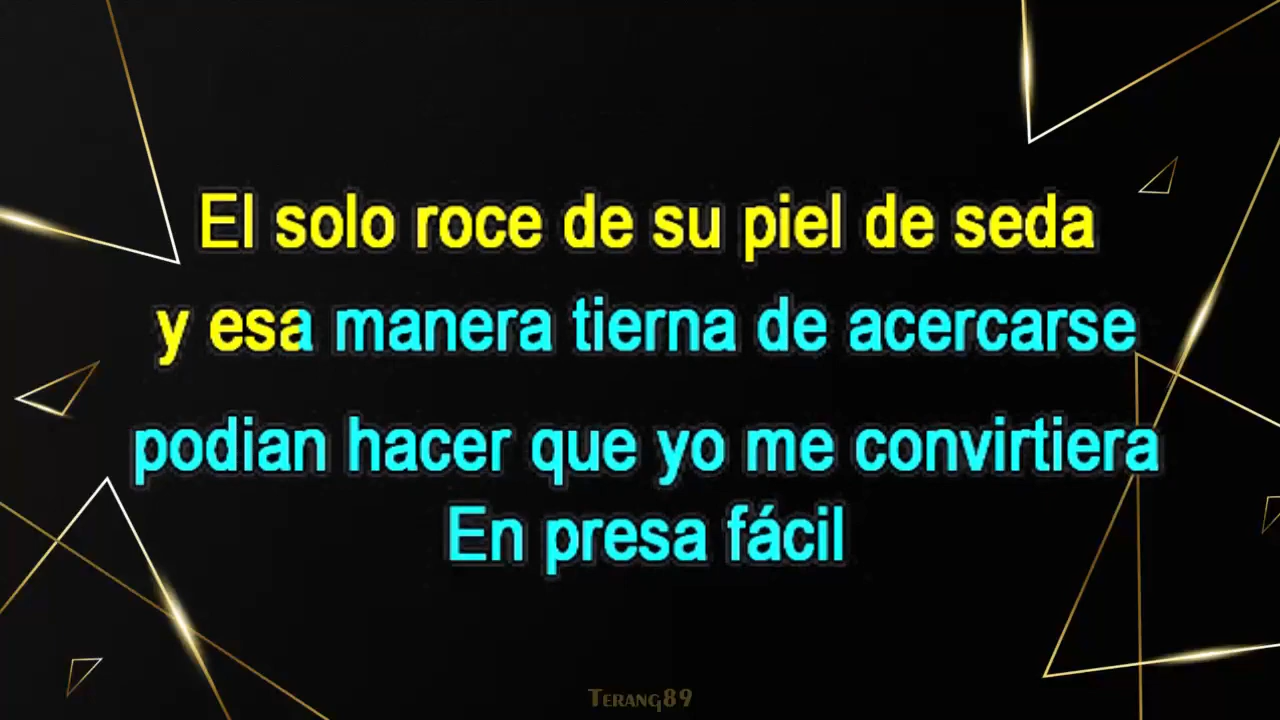 El solo roce de su piel de seda
y esa manera tierna de acercarse
podian hacer que yo me convirtiera
En presa fácil
Terang89